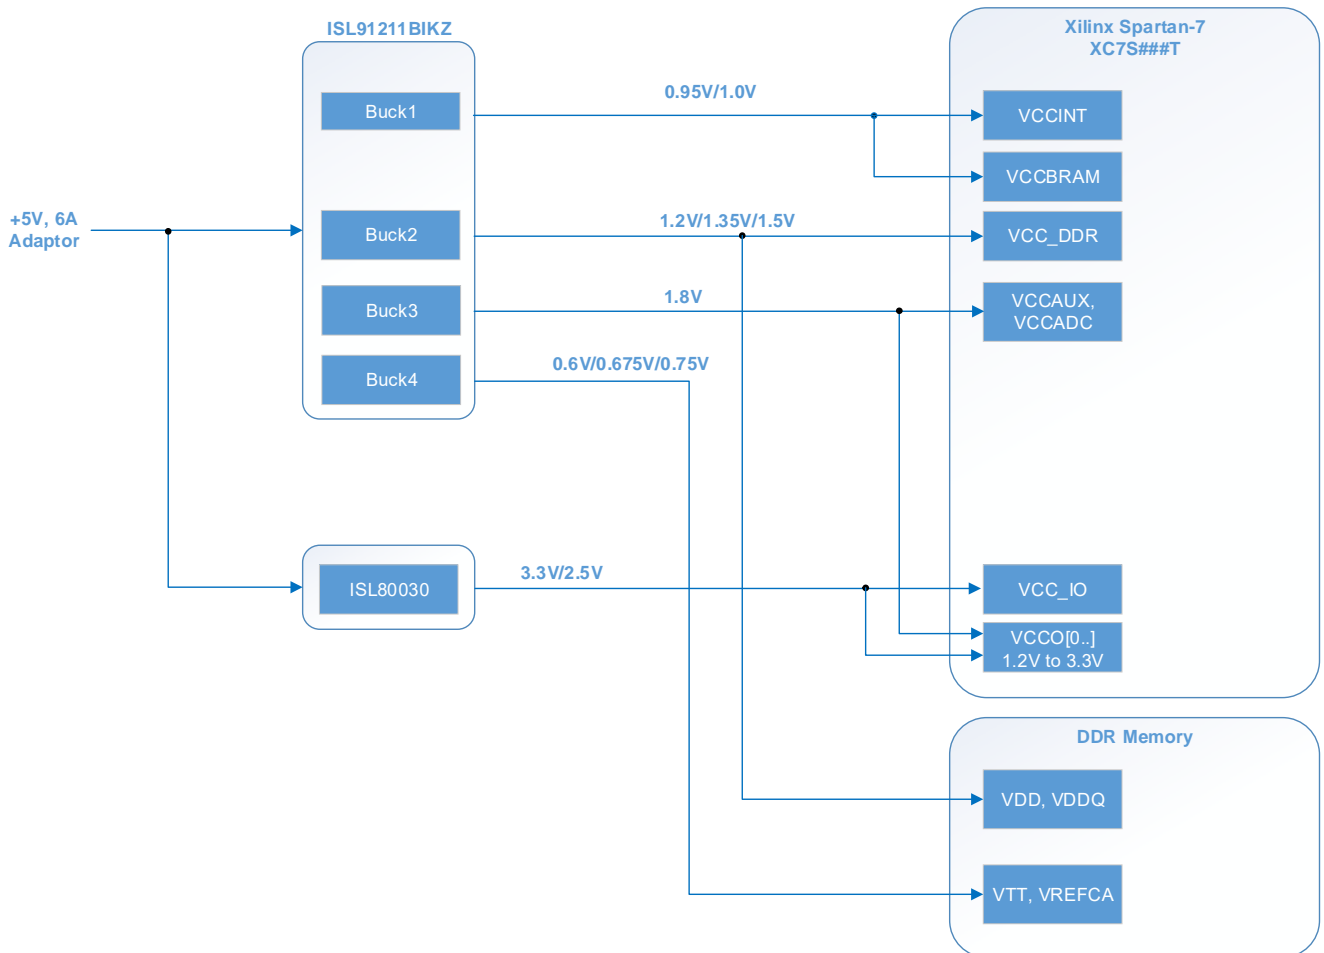 ISL91211BIKZ
Xilinx Spartan-7
XC7S###T
Buck1
0.95V/1.0V
VCCINT
VCCBRAM
+5V, 6A
Adaptor
Buck2
1.2V/1.35V/1.5V
VCC_DDR
Buck3
1.8V
VCCAUX,
VCCADC
Buck4
0.6V/0.675V/0.75V
ISL80030
3.3V/2.5V
VCC_IO
VCCO[0..]
1.2V to 3.3V
DDR Memory
VDD, VDDQ
VTT, VREFCA